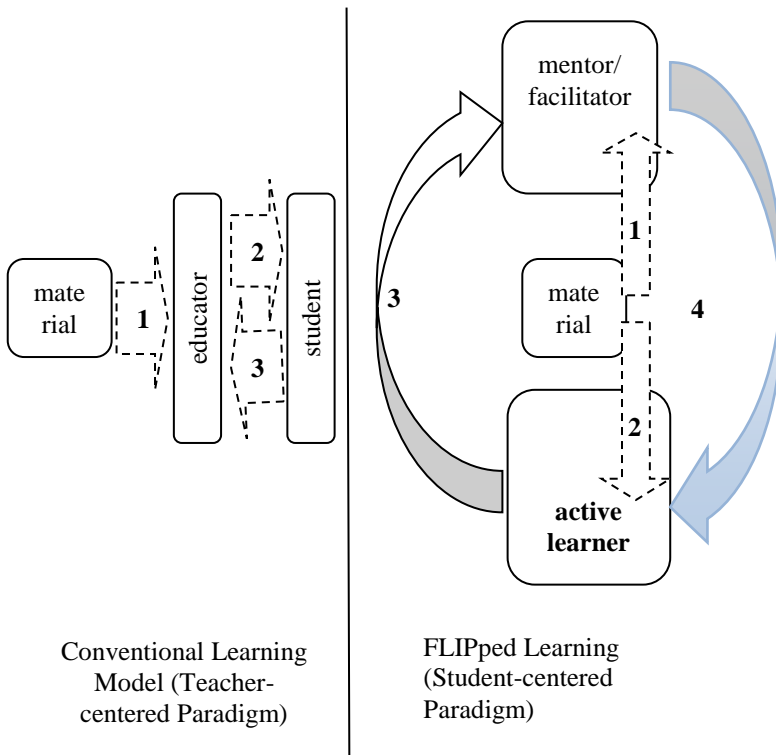 mate
rial
1
educator
2
3
student
Conventional Learning
Model (Teacher-
centered Paradigm)
mentor/
facilitator
1
3
mate
rial
4
2
active
learner
FLIPped Learning
(Student-centered
Paradigm)